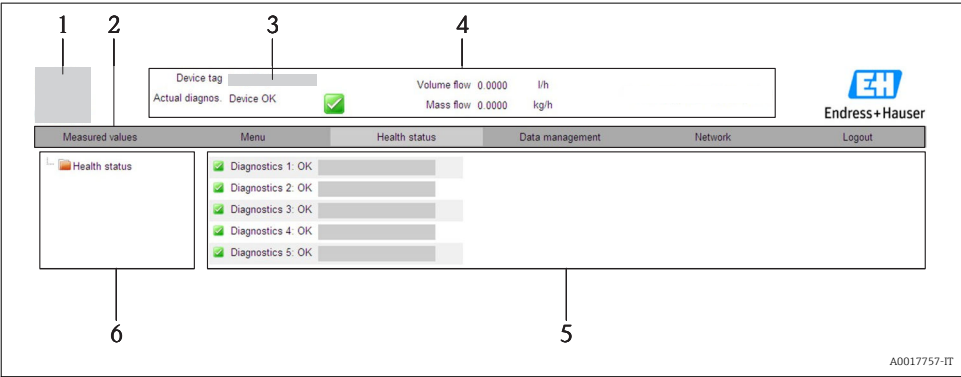 1 2 3 4
Device tag
Volume flow 0.0000 l/h
Actual diagnos. Device OK
Mass flow 0.0000 kg/h
EH
Endress+Hauser
Measured values Menu Health status Data management Network Logout
Health status
Diagnostics 1: OK
Diagnostics 2: OK
Diagnostics 3: OK
Diagnostics 4: OK
Diagnostics 5: OK
6 5
A0017757-IT